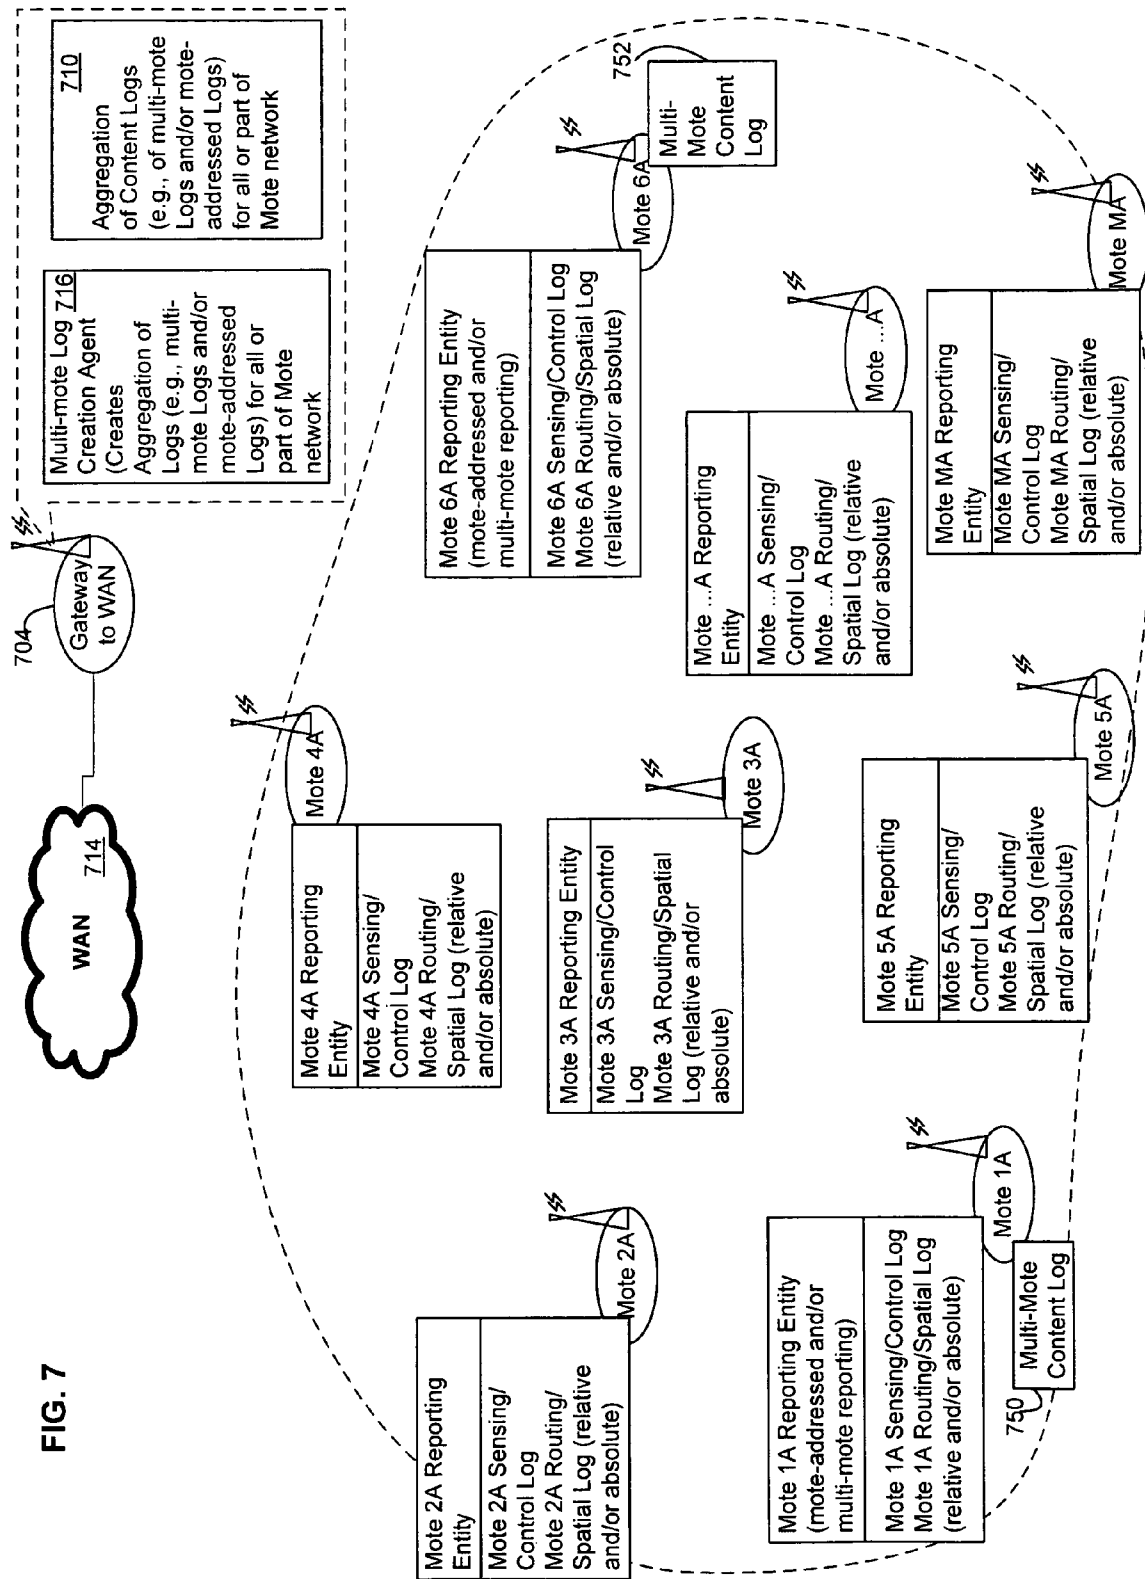 FIG. 7
WAN
714
704
Gateway
to WAN
Multi-mote Log 716
Creation Agent
(Creates
Aggregation of
Logs (e.g., multi-
mote Logs and/or
mote-addressed
Logs) for all or
part of Mote
network
710
Aggregation
of Content Logs
(e.g., of multi-mote
Logs and/or mote-
addressed Logs)
for all or part of
Mote network
Mote 4A Reporting
Entity
Mote 4A Sensing/
Control Log
Mote 4A Routing/
Spatial Log (relative
and/or absolute)
Mote 4A
Mote 2A Reporting
Entity
Mote 2A Sensing/
Control Log
Mote 2A Routing/
Spatial Log (relative
and/or absolute)
Mote 2A
Mote 3A Reporting Entity
Mote 3A Sensing/Control
Log
Mote 3A Routing/Spatial
Log (relative and/or
absolute)
Mote 3A
Mote 6A Reporting Entity
(mote-addressed and/or
multi-mote reporting)
Mote 6A Sensing/Control Log
Mote 6A Routing/Spatial Log
(relative and/or absolute)
Mote 6A
752
Multi-
Mote
Content
Log
Mote ...A Reporting
Entity
Mote ...A Sensing/
Control Log
Mote ...A Routing/
Spatial Log (relative
and/or absolute)
Mote ...A
Mote 1A Reporting Entity
(mote-addressed and/or
multi-mote reporting)
Mote 1A Sensing/Control Log
Mote 1A Routing/Spatial Log
(relative and/or absolute)
Mote 1A
750
Multi-Mote
Content Log
Mote 5A Reporting
Entity
Mote 5A Sensing/
Control Log
Mote 5A Routing/
Spatial Log (relative
and/or absolute)
Mote 5A
Mote MA Reporting
Entity
Mote MA Sensing/
Control Log
Mote MA Routing/
Spatial Log (relative
and/or absolute)
Mote MA